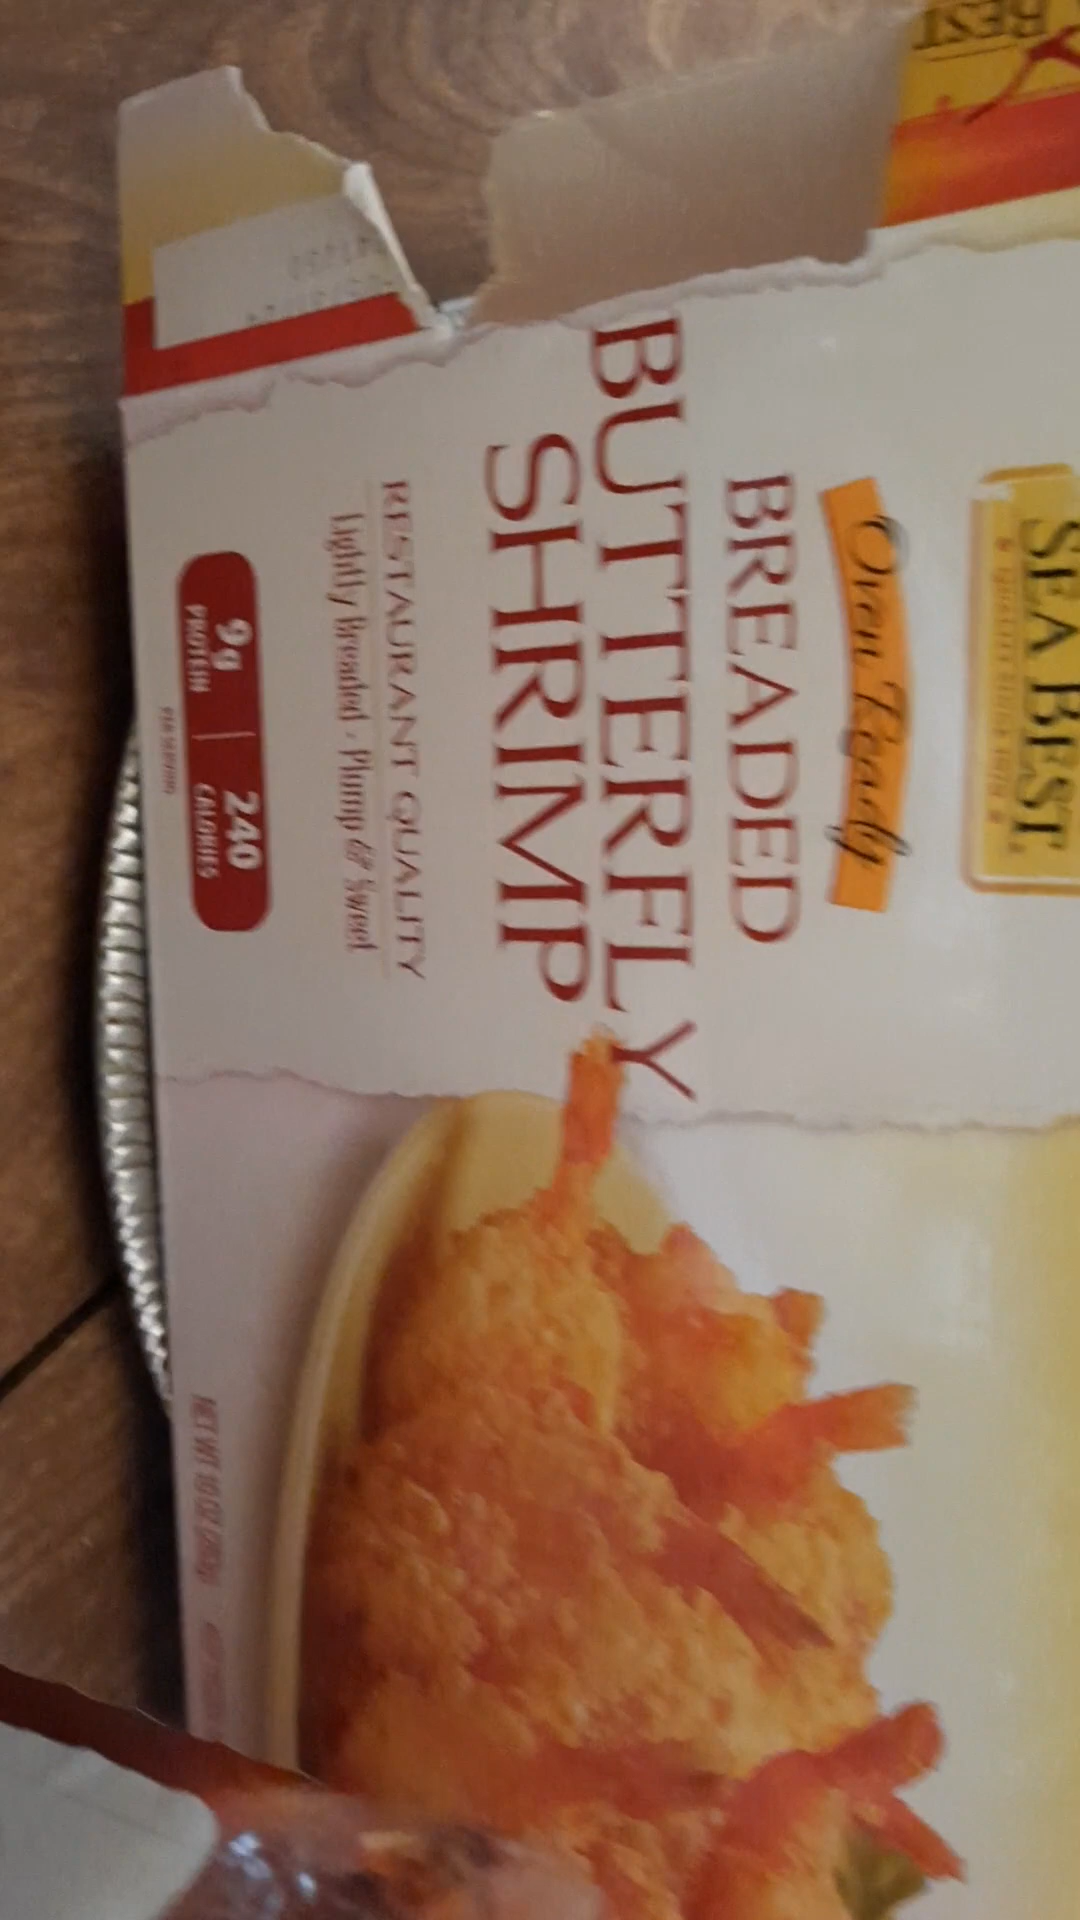 BEST
SEA BEST
Oven Ready
BREADED
BUTTERFLY
SHRIMP
RESTAURANT QUALITY
Lightly Breaded · Plump & Sweet
9g
PROTEIN
240
CALORIES
PER SERVING
NET WT 10 OZ